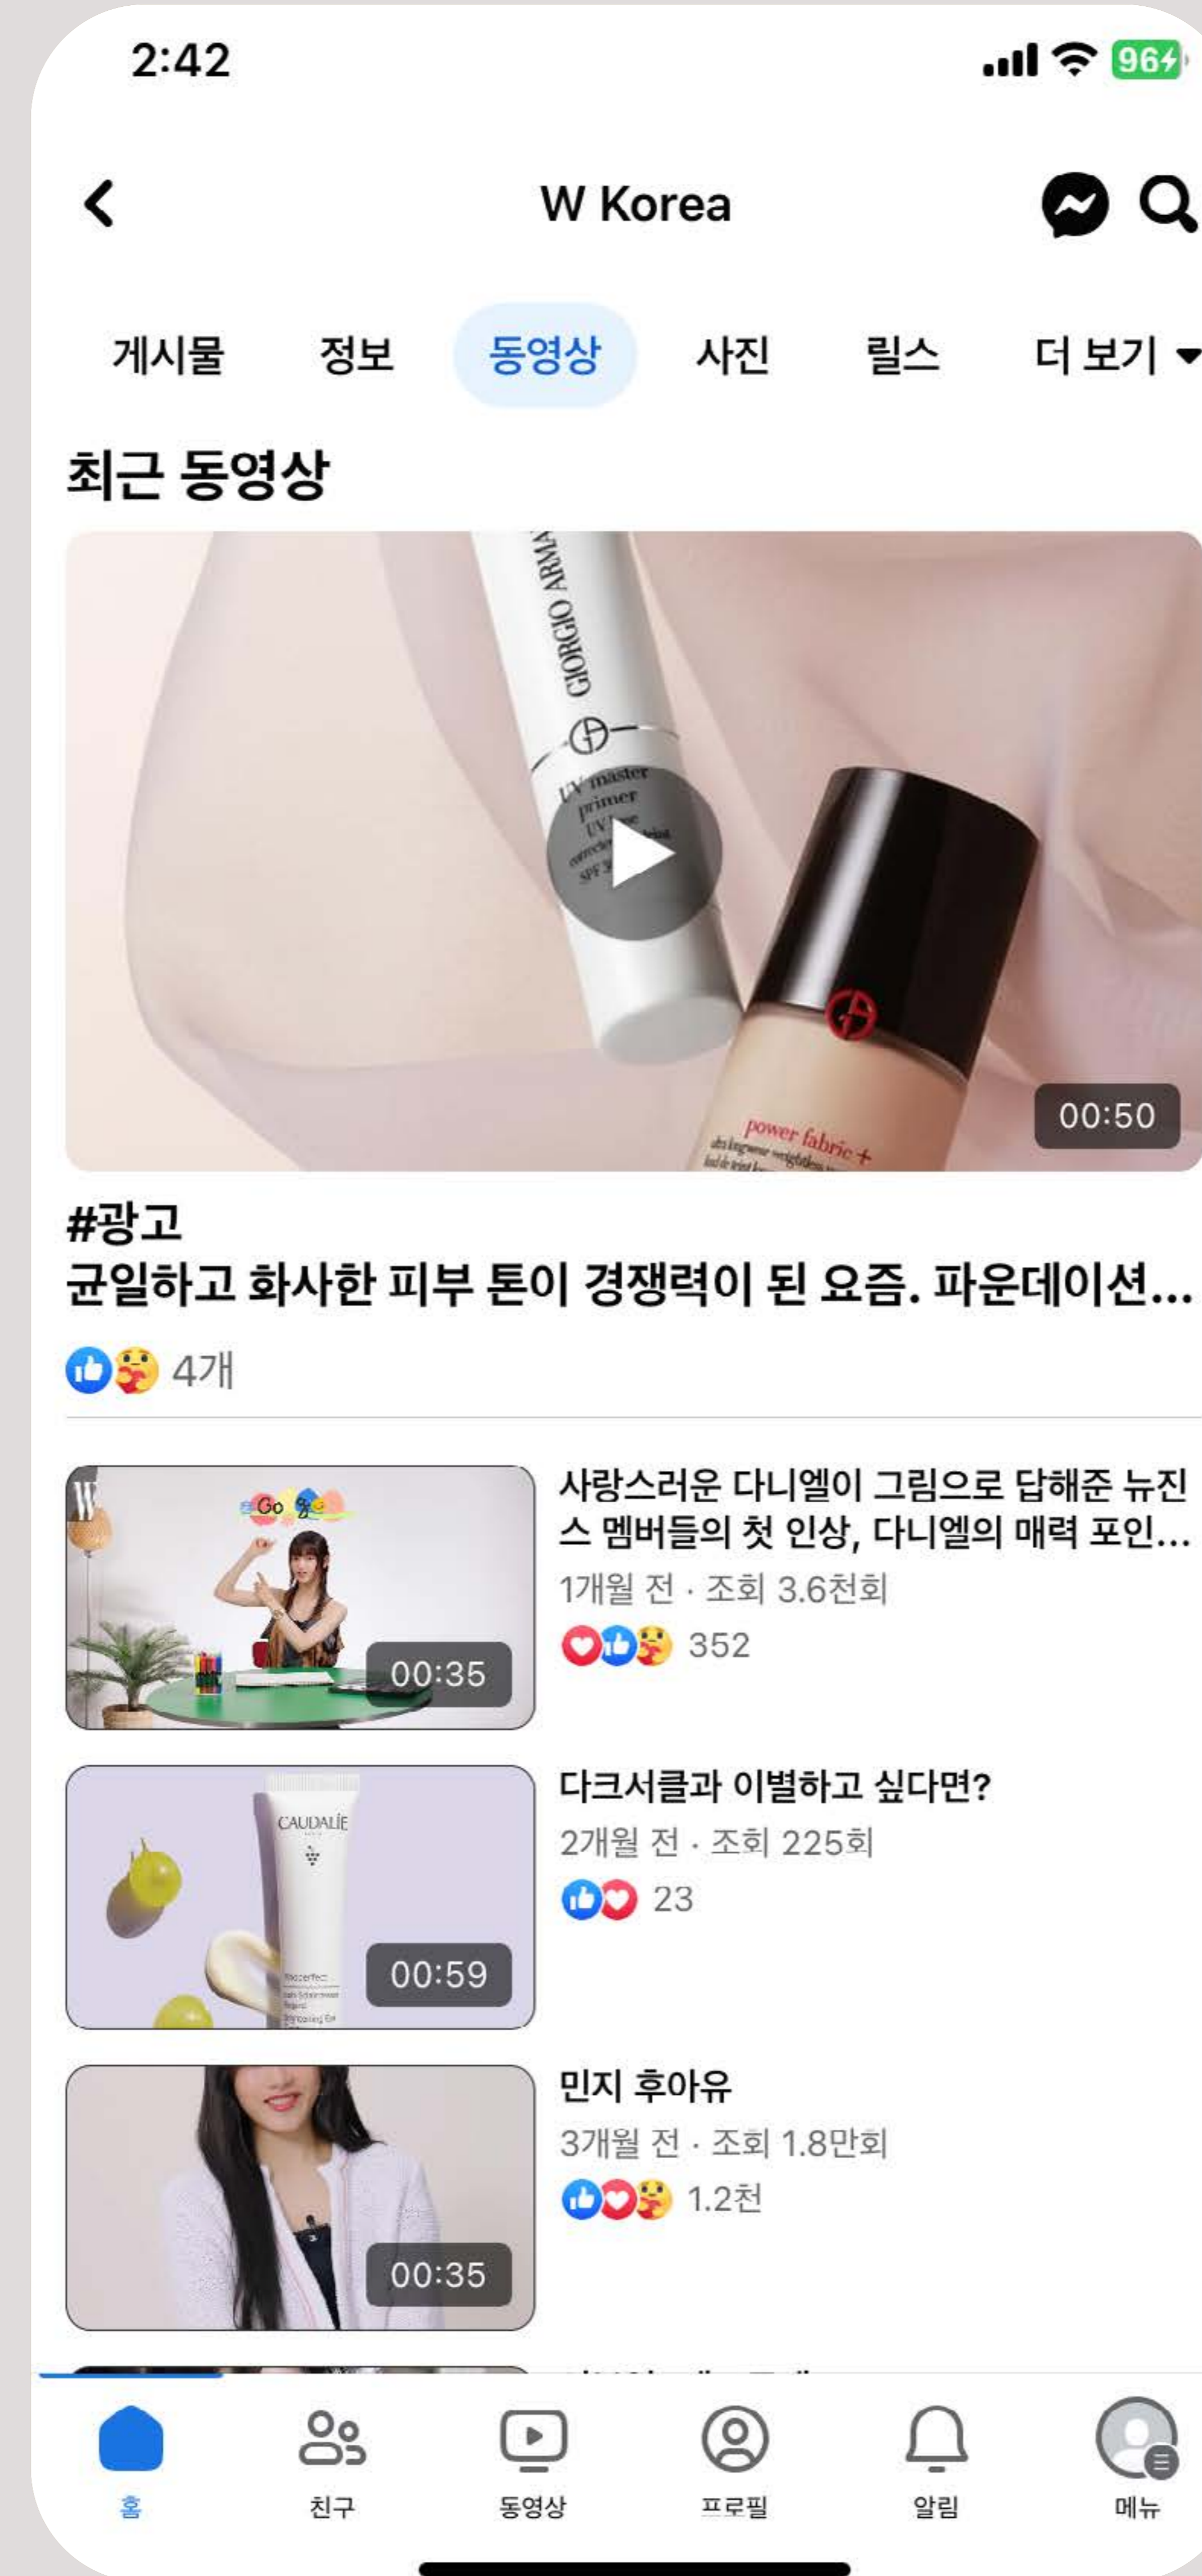 2:42
96
W Korea
게시물 정보 동영상 사진 릴스 더 보기
최근 동영상
GIORGIO ARMA
UV master
primer
power fabric +
00:50
#광고
균일하고 화사한 피부 톤이 경쟁력이 된 요즘. 파운데이션...
4개
W
Go
00:35
사랑스러운 다니엘이 그림으로 답해준 뉴진
스 멤버들의 첫 인상, 다니엘의 매력 포인...
1개월 전 · 조회 3.6천회
352
CAUDALÍE
00:59
다크서클과 이별하고 싶다면?
2개월 전 · 조회 225회
23
00:35
민지 후아유
3개월 전 · 조회 1.8만회
1.2천
홈 친구 동영상 프로필 알림 메뉴